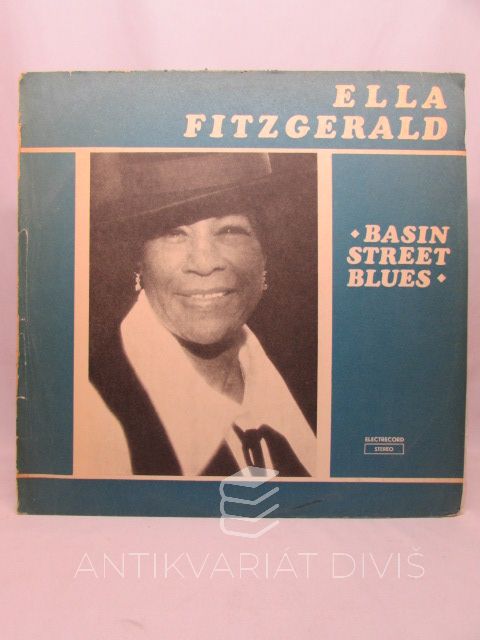 ELLA
FITZGERALD
◆ BASIN
STREET
BLUES ◆
ELECTRECORD
STEREO
ANTIKVARIÁT DIVIŠ